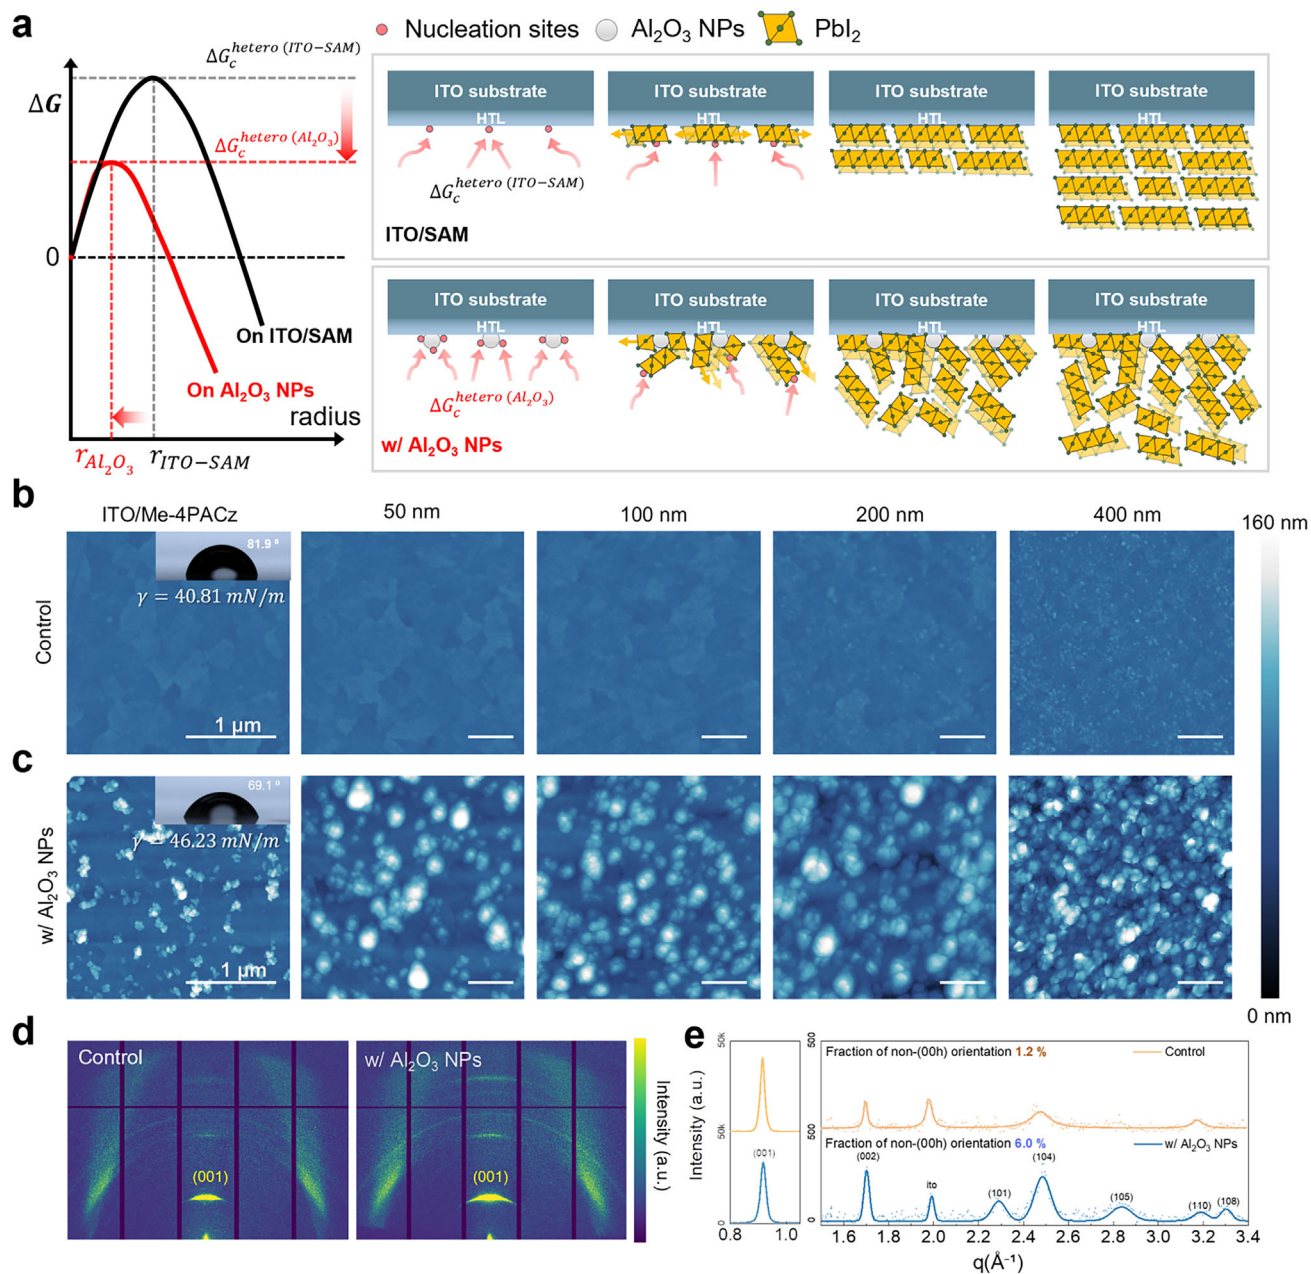 a
Nucleation sites
Al₂O₃ NPs
PbI₂
ΔG
ΔG_c^{hetero (ITO−SAM)}
ΔG_c^{hetero (Al₂O₃)}
0
On ITO/SAM
On Al₂O₃ NPs
radius
r_{Al₂O₃}
r_{ITO−SAM}
ITO substrate
HTL
ΔG_c^{hetero (ITO−SAM)}
ITO/SAM
ITO substrate
HTL
ITO substrate
HTL
ITO substrate
HTL
ITO substrate
HTL
ΔG_c^{hetero (Al₂O₃)}
w/ Al₂O₃ NPs
ITO substrate
HTL
ITO substrate
HTL
ITO substrate
HTL
b
ITO/Me-4PACz
50 nm
100 nm
200 nm
400 nm
160 nm
Control
81.9 º
γ = 40.81 mN/m
1 µm
c
w/ Al₂O₃ NPs
69.1 º
γ = 46.23 mN/m
1 µm
0 nm
d
Control
(001)
w/ Al₂O₃ NPs
(001)
Intensity (a.u.)
e
Intensity (a.u.)
50k
50k
0
(001)
0.8 1.0
500
500
0
Fraction of non-(00h) orientation 1.2 %
Control
Fraction of non-(00h) orientation 6.0 %
w/ Al₂O₃ NPs
(002)
ito
(101)
(104)
(105)
(110)
(108)
1.6 1.8 2.0 2.2 2.4 2.6 2.8 3.0 3.2 3.4
q(Å⁻¹)